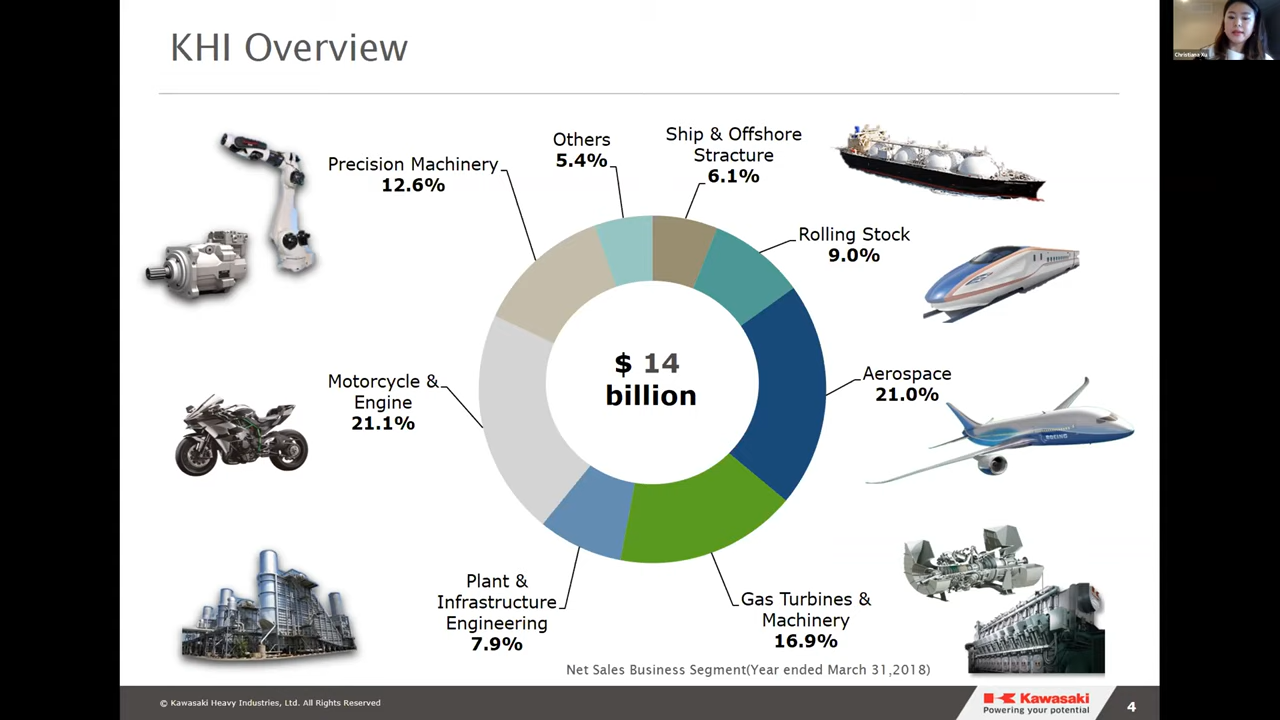 KHI Overview
Christiana Xu
Others
5.4%
Ship & Offshore
Stracture
6.1%
Precision Machinery
12.6%
Rolling Stock
9.0%
$ 14
billion
Motorcycle &
Engine
21.1%
Aerospace
21.0%
BOEING
Plant &
Infrastructure
Engineering
7.9%
Gas Turbines &
Machinery
16.9%
Net Sales Business Segment(Year ended March 31,2018)
© Kawasaki Heavy Industries, Ltd. All Rights Reserved
Kawasaki
Powering your potential
4